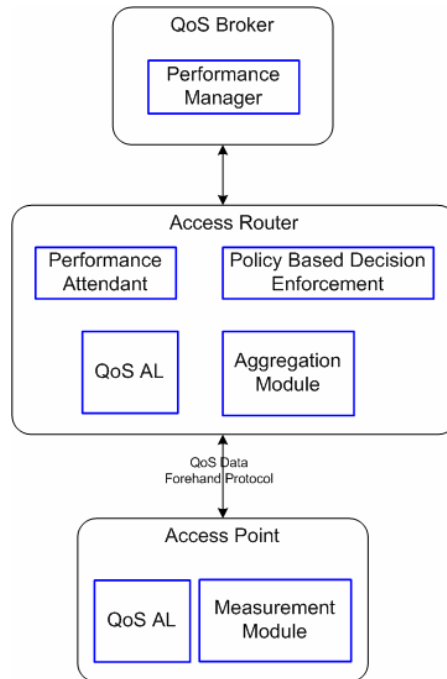 QoS Broker
Performance
Manager
Access Router
Performance
Attendant
Policy Based Decision
Enforcement
QoS AL
Aggregation
Module
QoS Data
Forehand Protocol
Access Point
QoS AL
Measurement
Module